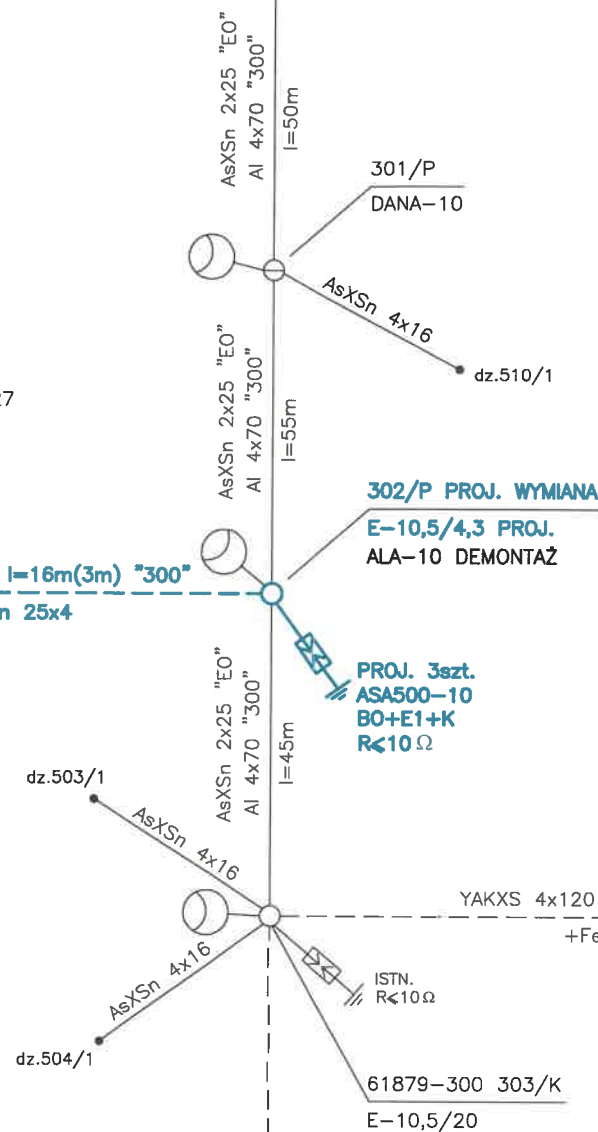 AsXSn 2x25 "EO"
Al 4x70 "300"
l=50m
301/P
DANA-10
AsXSn 4x16
dz.510/1
AsXSn 2x25 "EO"
Al 4x70 "300"
l=55m
27
302/P PROJ. WYMIANA
E-10,5/4,3 PROJ.
ALA-10 DEMONTAŻ
l=16m(3m) "300"
n 25x4
PROJ. 3szt.
ASA500-10
BO+E1+K
R≤10 Ω
AsXSn 2x25 "EO"
Al 4x70 "300"
l=45m
dz.503/1
AsXSn 4x16
YAKXS 4x120
+Fe
AsXSn 4x16
ISTN.
R≤10 Ω
dz.504/1
61879-300 303/K
E-10,5/20